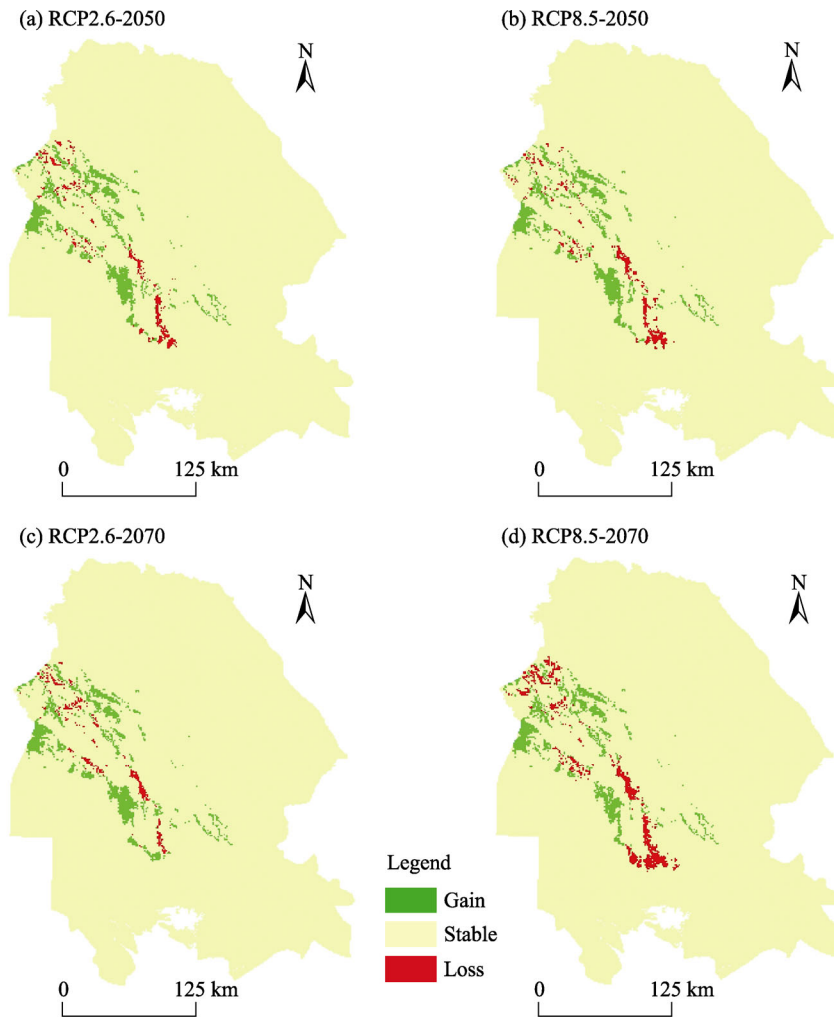 (a) RCP2.6-2050
(b) RCP8.5-2050
N
N
0 125 km
0 125 km
(c) RCP2.6-2070
(d) RCP8.5-2070
N
N
Legend
Gain
Stable
Loss
0 125 km
0 125 km